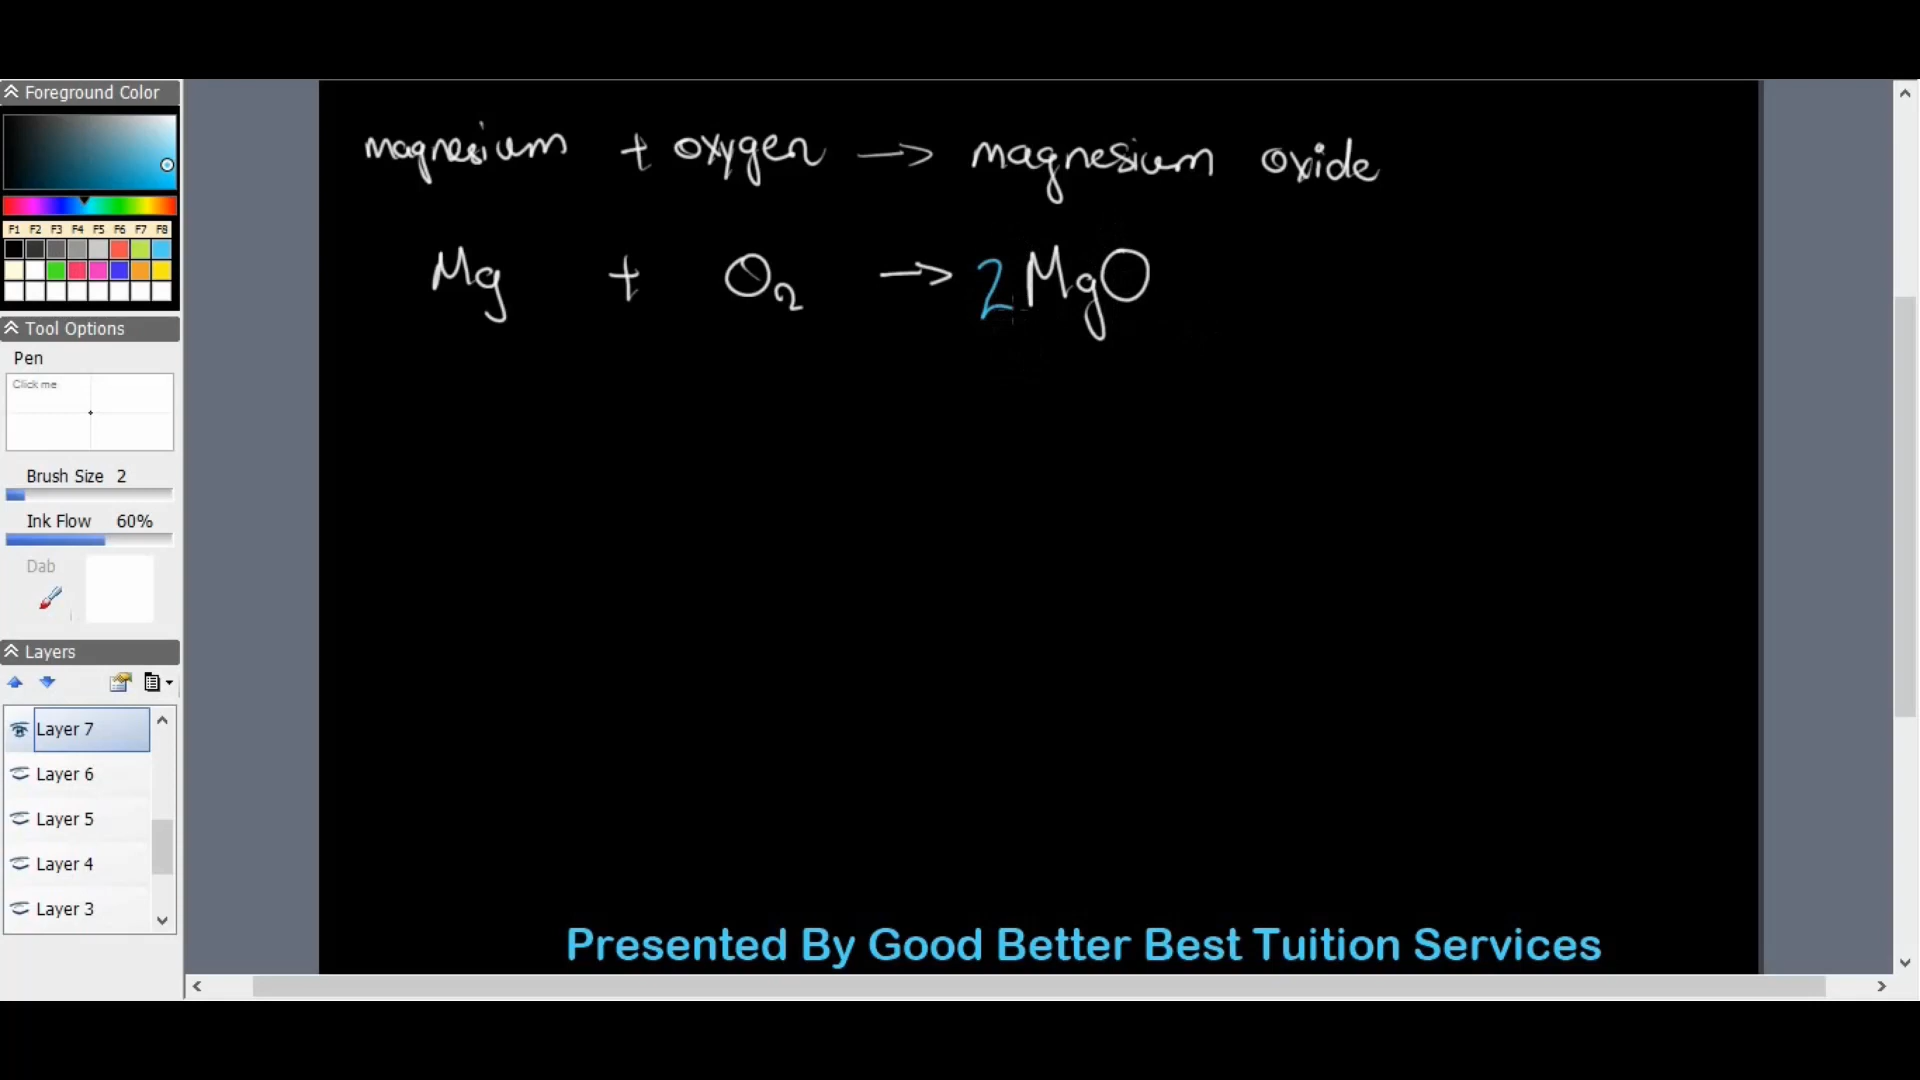 Foreground Color
F1 F2 F3 F4 F5 F6 F7 F8
Tool Options
Pen
Click me
Brush Size 2
Ink Flow 60%
Dab
Layers
Layer 7
Layer 6
Layer 5
Layer 4
Layer 3
magnesium + oxygen → magnesium oxide
Mg + O₂ → 2MgO
Presented By Good Better Best Tuition Services